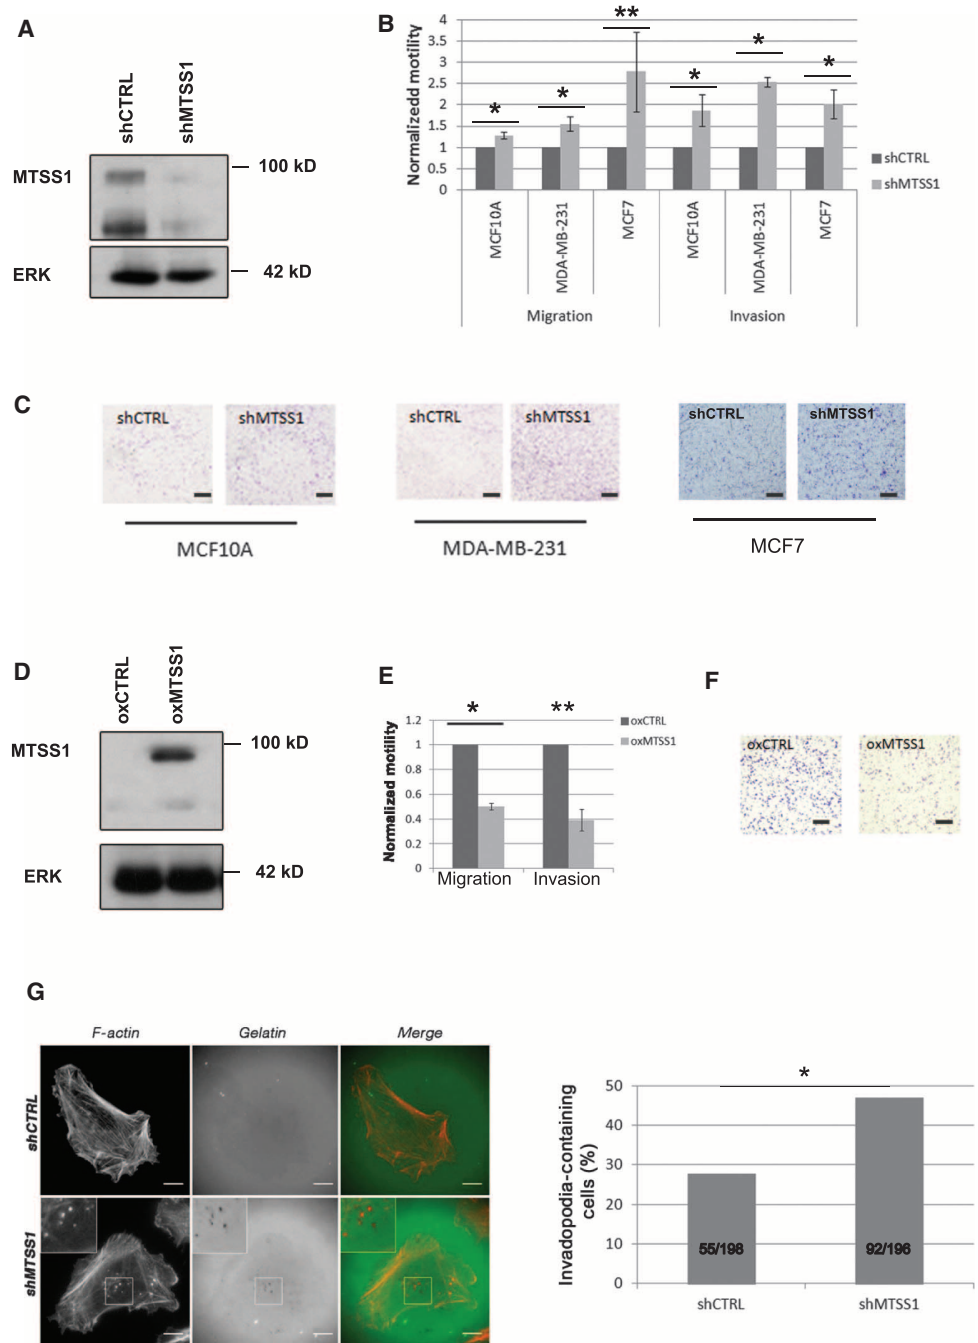 A
shCTRL
shMTSS1
MTSS1
100 kD
ERK
42 kD
B
Normalizedd motility
4
3.5
3
2.5
2
1.5
1
0.5
0
**
*
*
*
*
*
shCTRL
shMTSS1
MCF10A
MDA-MB-231
MCF7
MCF10A
MDA-MB-231
MCF7
Migration
Invasion
C
shCTRL
shMTSS1
shCTRL
shMTSS1
shCTRL
shMTSS1
MCF10A
MDA-MB-231
MCF7
D
oxCTRL
oxMTSS1
MTSS1
100 kD
ERK
42 kD
E
Normalized motility
1.2
1
0.8
0.6
0.4
0.2
0
*
**
oxCTRL
oxMTSS1
Migration
Invasion
F
oxCTRL
oxMTSS1
G
F-actin
Gelatin
Merge
shCTRL
shMTSS1
Invadopodia-containing
cells (%)
50
40
30
20
10
0
*
55/198
92/196
shCTRL
shMTSS1